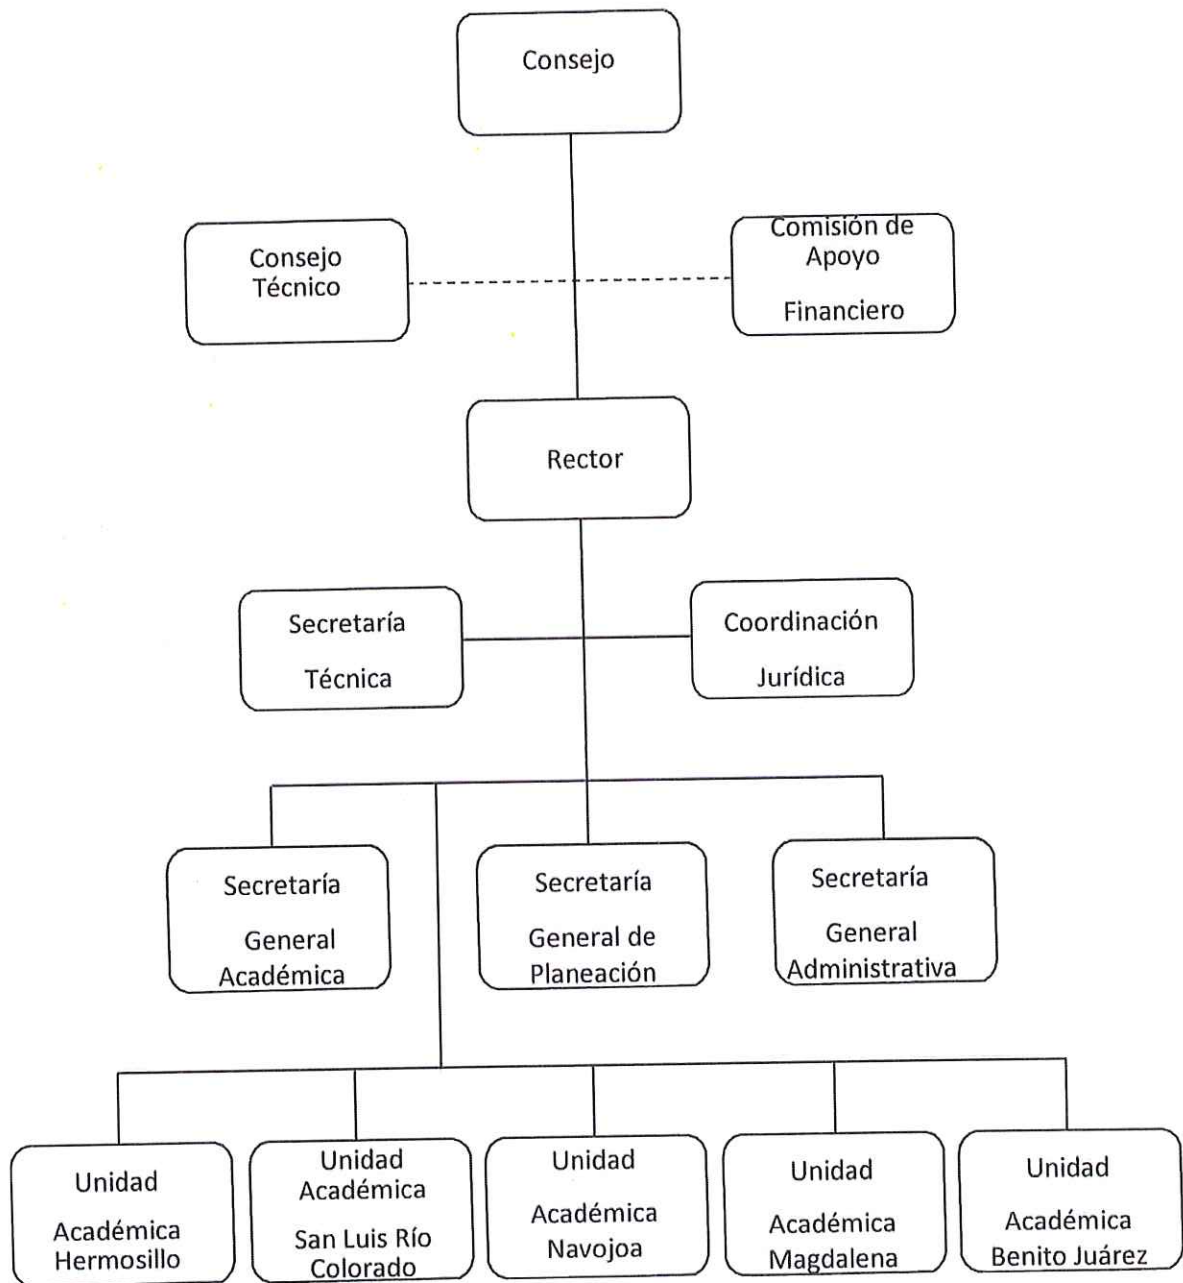 Consejo
Consejo
Técnico
Comisión de
Apoyo
Financiero
Rector
Secretaría
Técnica
Coordinación
Jurídica
Secretaría
General
Académica
Secretaría
General de
Planeación
Secretaría
General
Administrativa
Unidad
Académica
Hermosillo
Unidad
Académica
San Luis Río
Colorado
Unidad
Académica
Navojoa
Unidad
Académica
Magdalena
Unidad
Académica
Benito Juárez